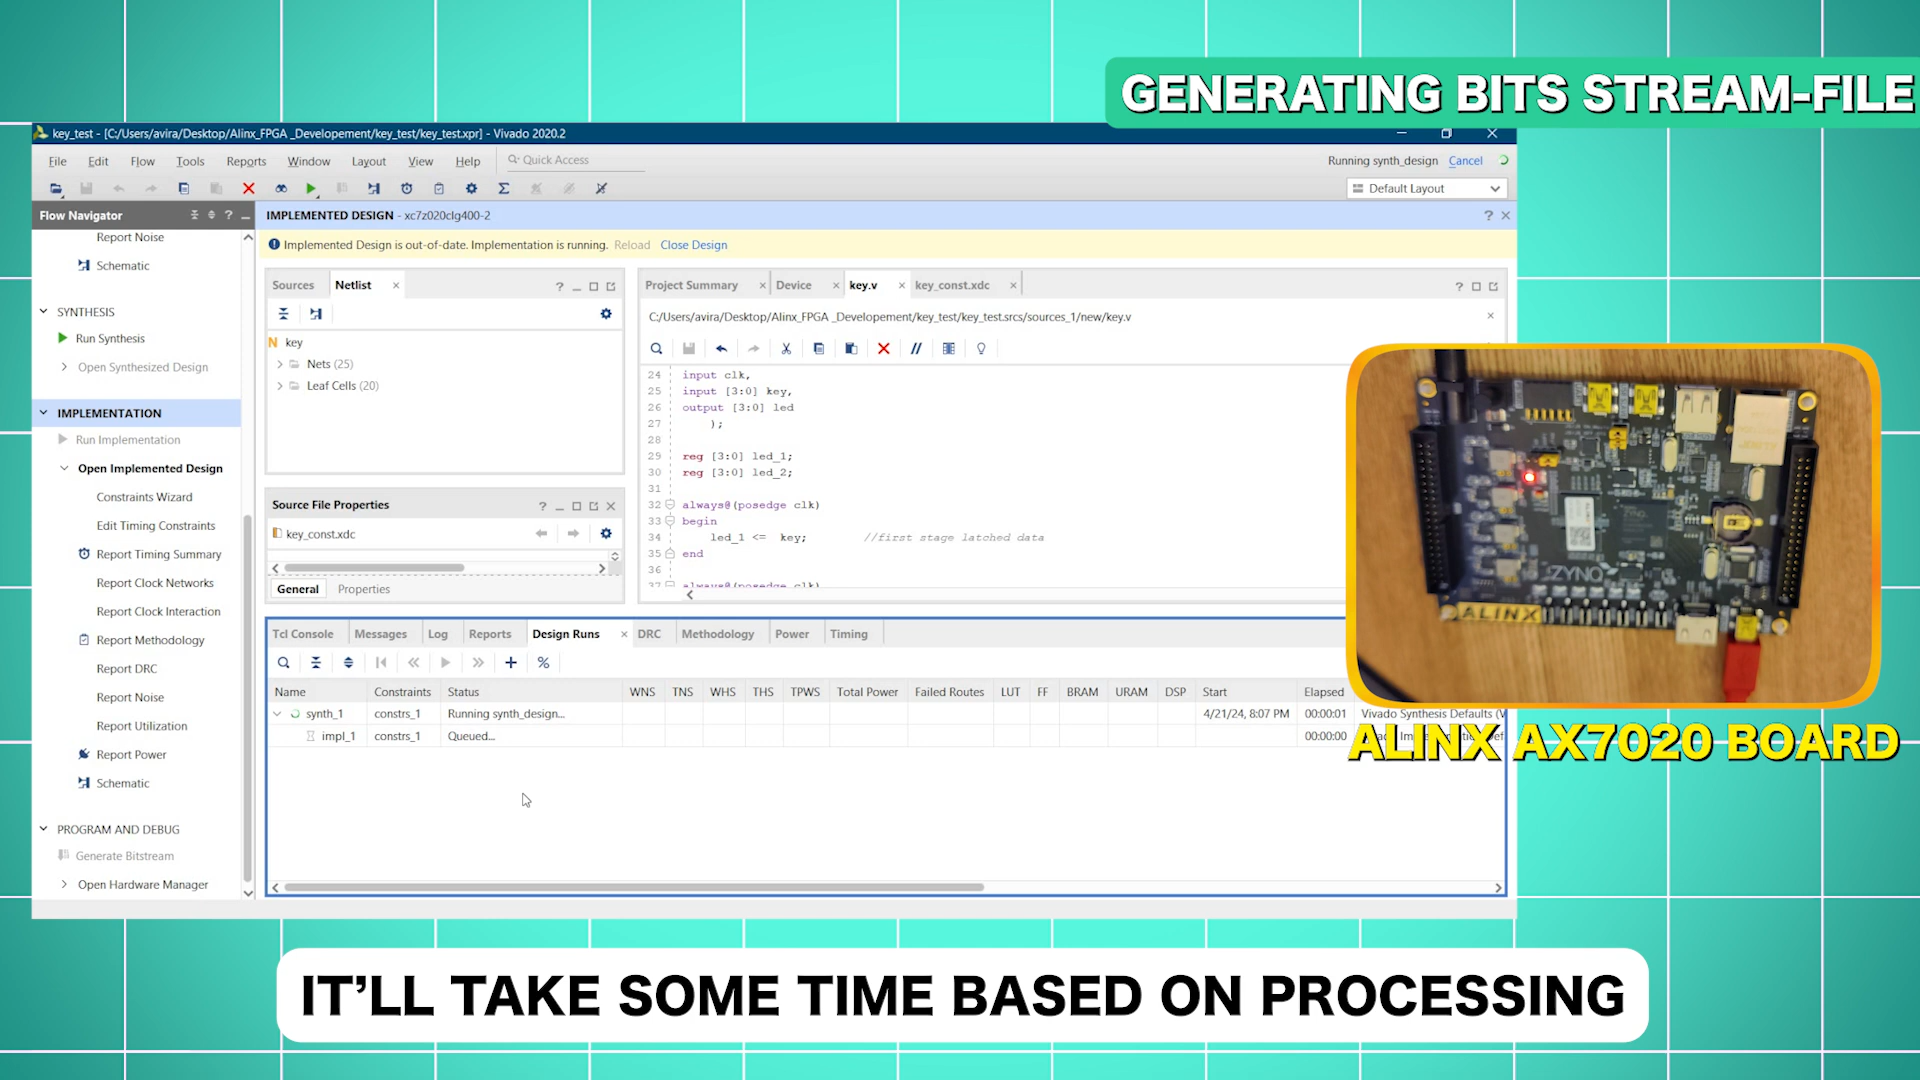 GENERATING BITS STREAM-FILE
key_test - [C:/Users/avira/Desktop/Alinx_FPGA _Developement/key_test/key_test.xpr] - Vivado 2020.2
File Edit Flow Tools Reports Window Layout View Help Quick Access
Running synth_design Cancel
Default Layout
Flow Navigator
IMPLEMENTED DESIGN - xc7z020clg400-2
Implemented Design is out-of-date. Implementation is running. Reload Close Design
Report Noise
Schematic
SYNTHESIS
Run Synthesis
Open Synthesized Design
IMPLEMENTATION
Run Implementation
Open Implemented Design
Constraints Wizard
Edit Timing Constraints
Report Timing Summary
Report Clock Networks
Report Clock Interaction
Report Methodology
Report DRC
Report Noise
Report Utilization
Report Power
Schematic
PROGRAM AND DEBUG
Generate Bitstream
Open Hardware Manager
Sources Netlist
N key
Nets (25)
Leaf Cells (20)
Source File Properties
key_const.xdc
General Properties
Project Summary Device key.v key_const.xdc
C:/Users/avira/Desktop/Alinx_FPGA _Developement/key_test/key_test.srcs/sources_1/new/key.v
24 input clk,
25 input [3:0] key,
26 output [3:0] led
27 );
28
29 reg [3:0] led_1;
30 reg [3:0] led_2;
31
32 always@(posedge clk)
33 begin
34 led_1 <= key; //first stage latched data
35 end
36
37 always@(posedge clk)
Tcl Console Messages Log Reports Design Runs DRC Methodology Power Timing
Name Constraints Status WNS TNS WHS THS TPWS Total Power Failed Routes LUT FF BRAM URAM DSP Start Elapsed
synth_1 constrs_1 Running synth_design... 4/21/24, 8:07 PM 00:00:01 Vivado Synthesis Defaults (V
impl_1 constrs_1 Queued... 00:00:00
ZYNQ
ALINX
ALINX AX7020 BOARD
IT'LL TAKE SOME TIME BASED ON PROCESSING